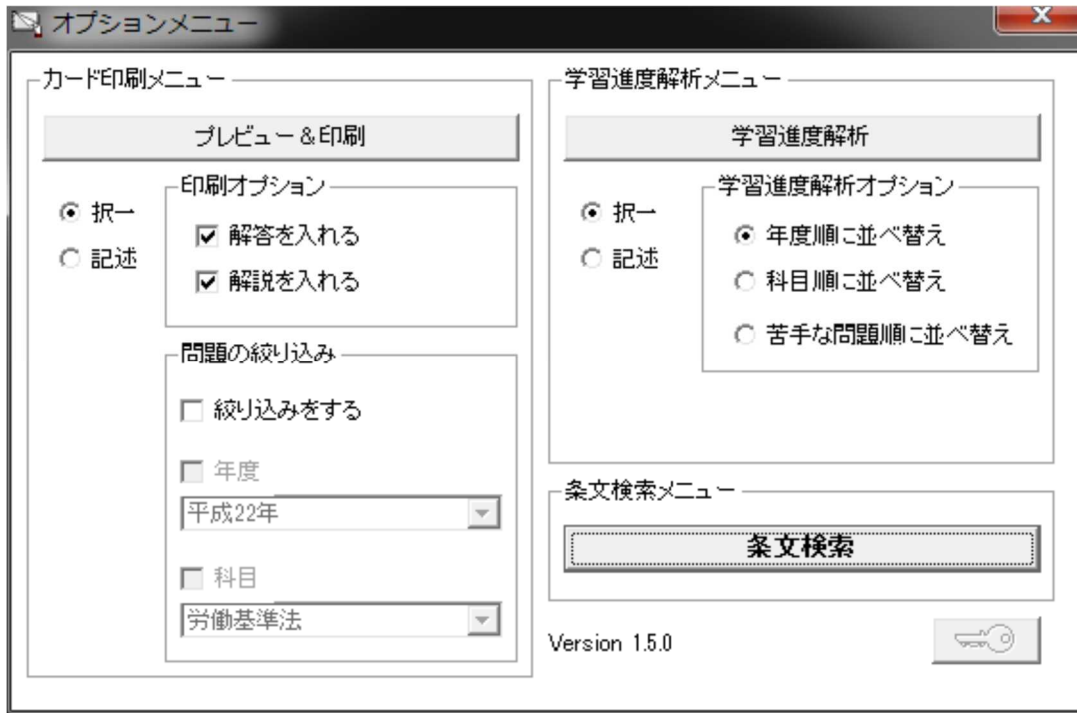 オプションメニュー
カード印刷メニュー
プレビュー&印刷
択一
記述
印刷オプション
解答を入れる
解説を入れる
問題の絞り込み
絞り込みをする
年度
平成22年
科目
労働基準法
学習進度解析メニュー
学習進度解析
択一
記述
学習進度解析オプション
年度順に並べ替え
科目順に並べ替え
苦手な問題順に並べ替え
条文検索メニュー
条文検索
Version 1.5.0